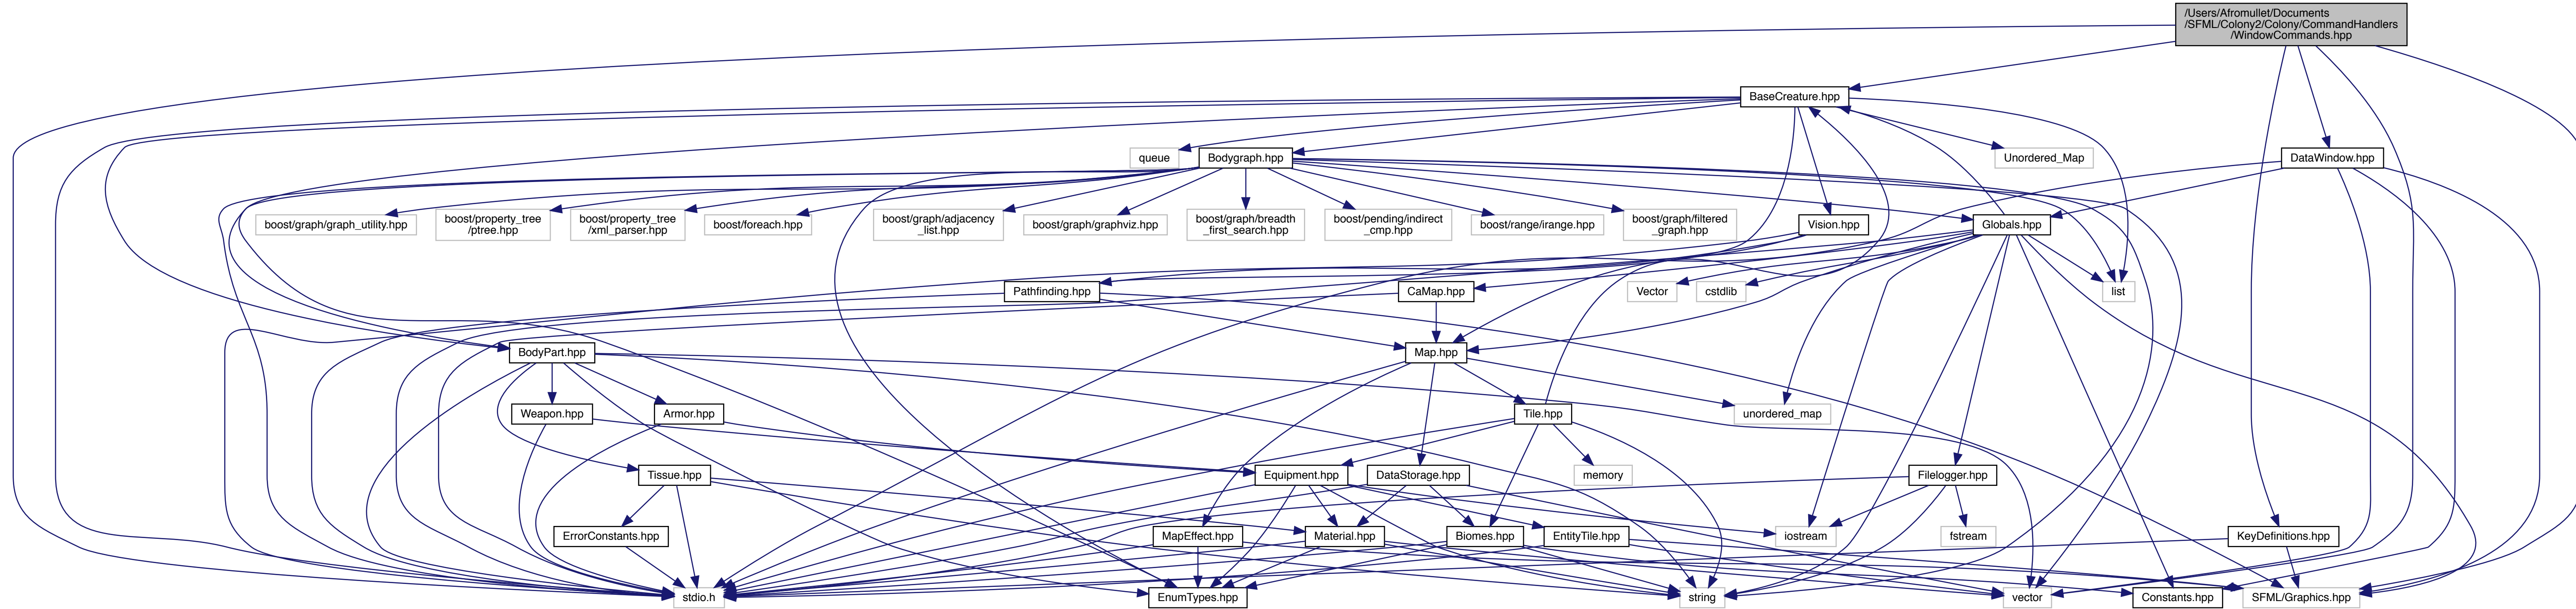 /Users/Afromullet/Documents
/SFML/Colony2/Colony/CommandHandlers
/WindowCommands.hpp
BaseCreature.hpp
queue
Bodygraph.hpp
Unordered_Map
DataWindow.hpp
boost/graph/graph_utility.hpp
boost/property_tree
/ptree.hpp
boost/property_tree
/xml_parser.hpp
boost/foreach.hpp
boost/graph/adjacency
_list.hpp
boost/graph/graphviz.hpp
boost/graph/breadth
_first_search.hpp
boost/pending/indirect
_cmp.hpp
boost/range/irange.hpp
boost/graph/filtered
_graph.hpp
Vision.hpp
Globals.hpp
Pathfinding.hpp
CaMap.hpp
Vector
cstdlib
list
BodyPart.hpp
Map.hpp
Weapon.hpp
Armor.hpp
Tile.hpp
unordered_map
Tissue.hpp
Equipment.hpp
DataStorage.hpp
memory
Filelogger.hpp
ErrorConstants.hpp
MapEffect.hpp
Material.hpp
Biomes.hpp
EntityTile.hpp
iostream
fstream
KeyDefinitions.hpp
stdio.h
EnumTypes.hpp
string
vector
Constants.hpp
SFML/Graphics.hpp